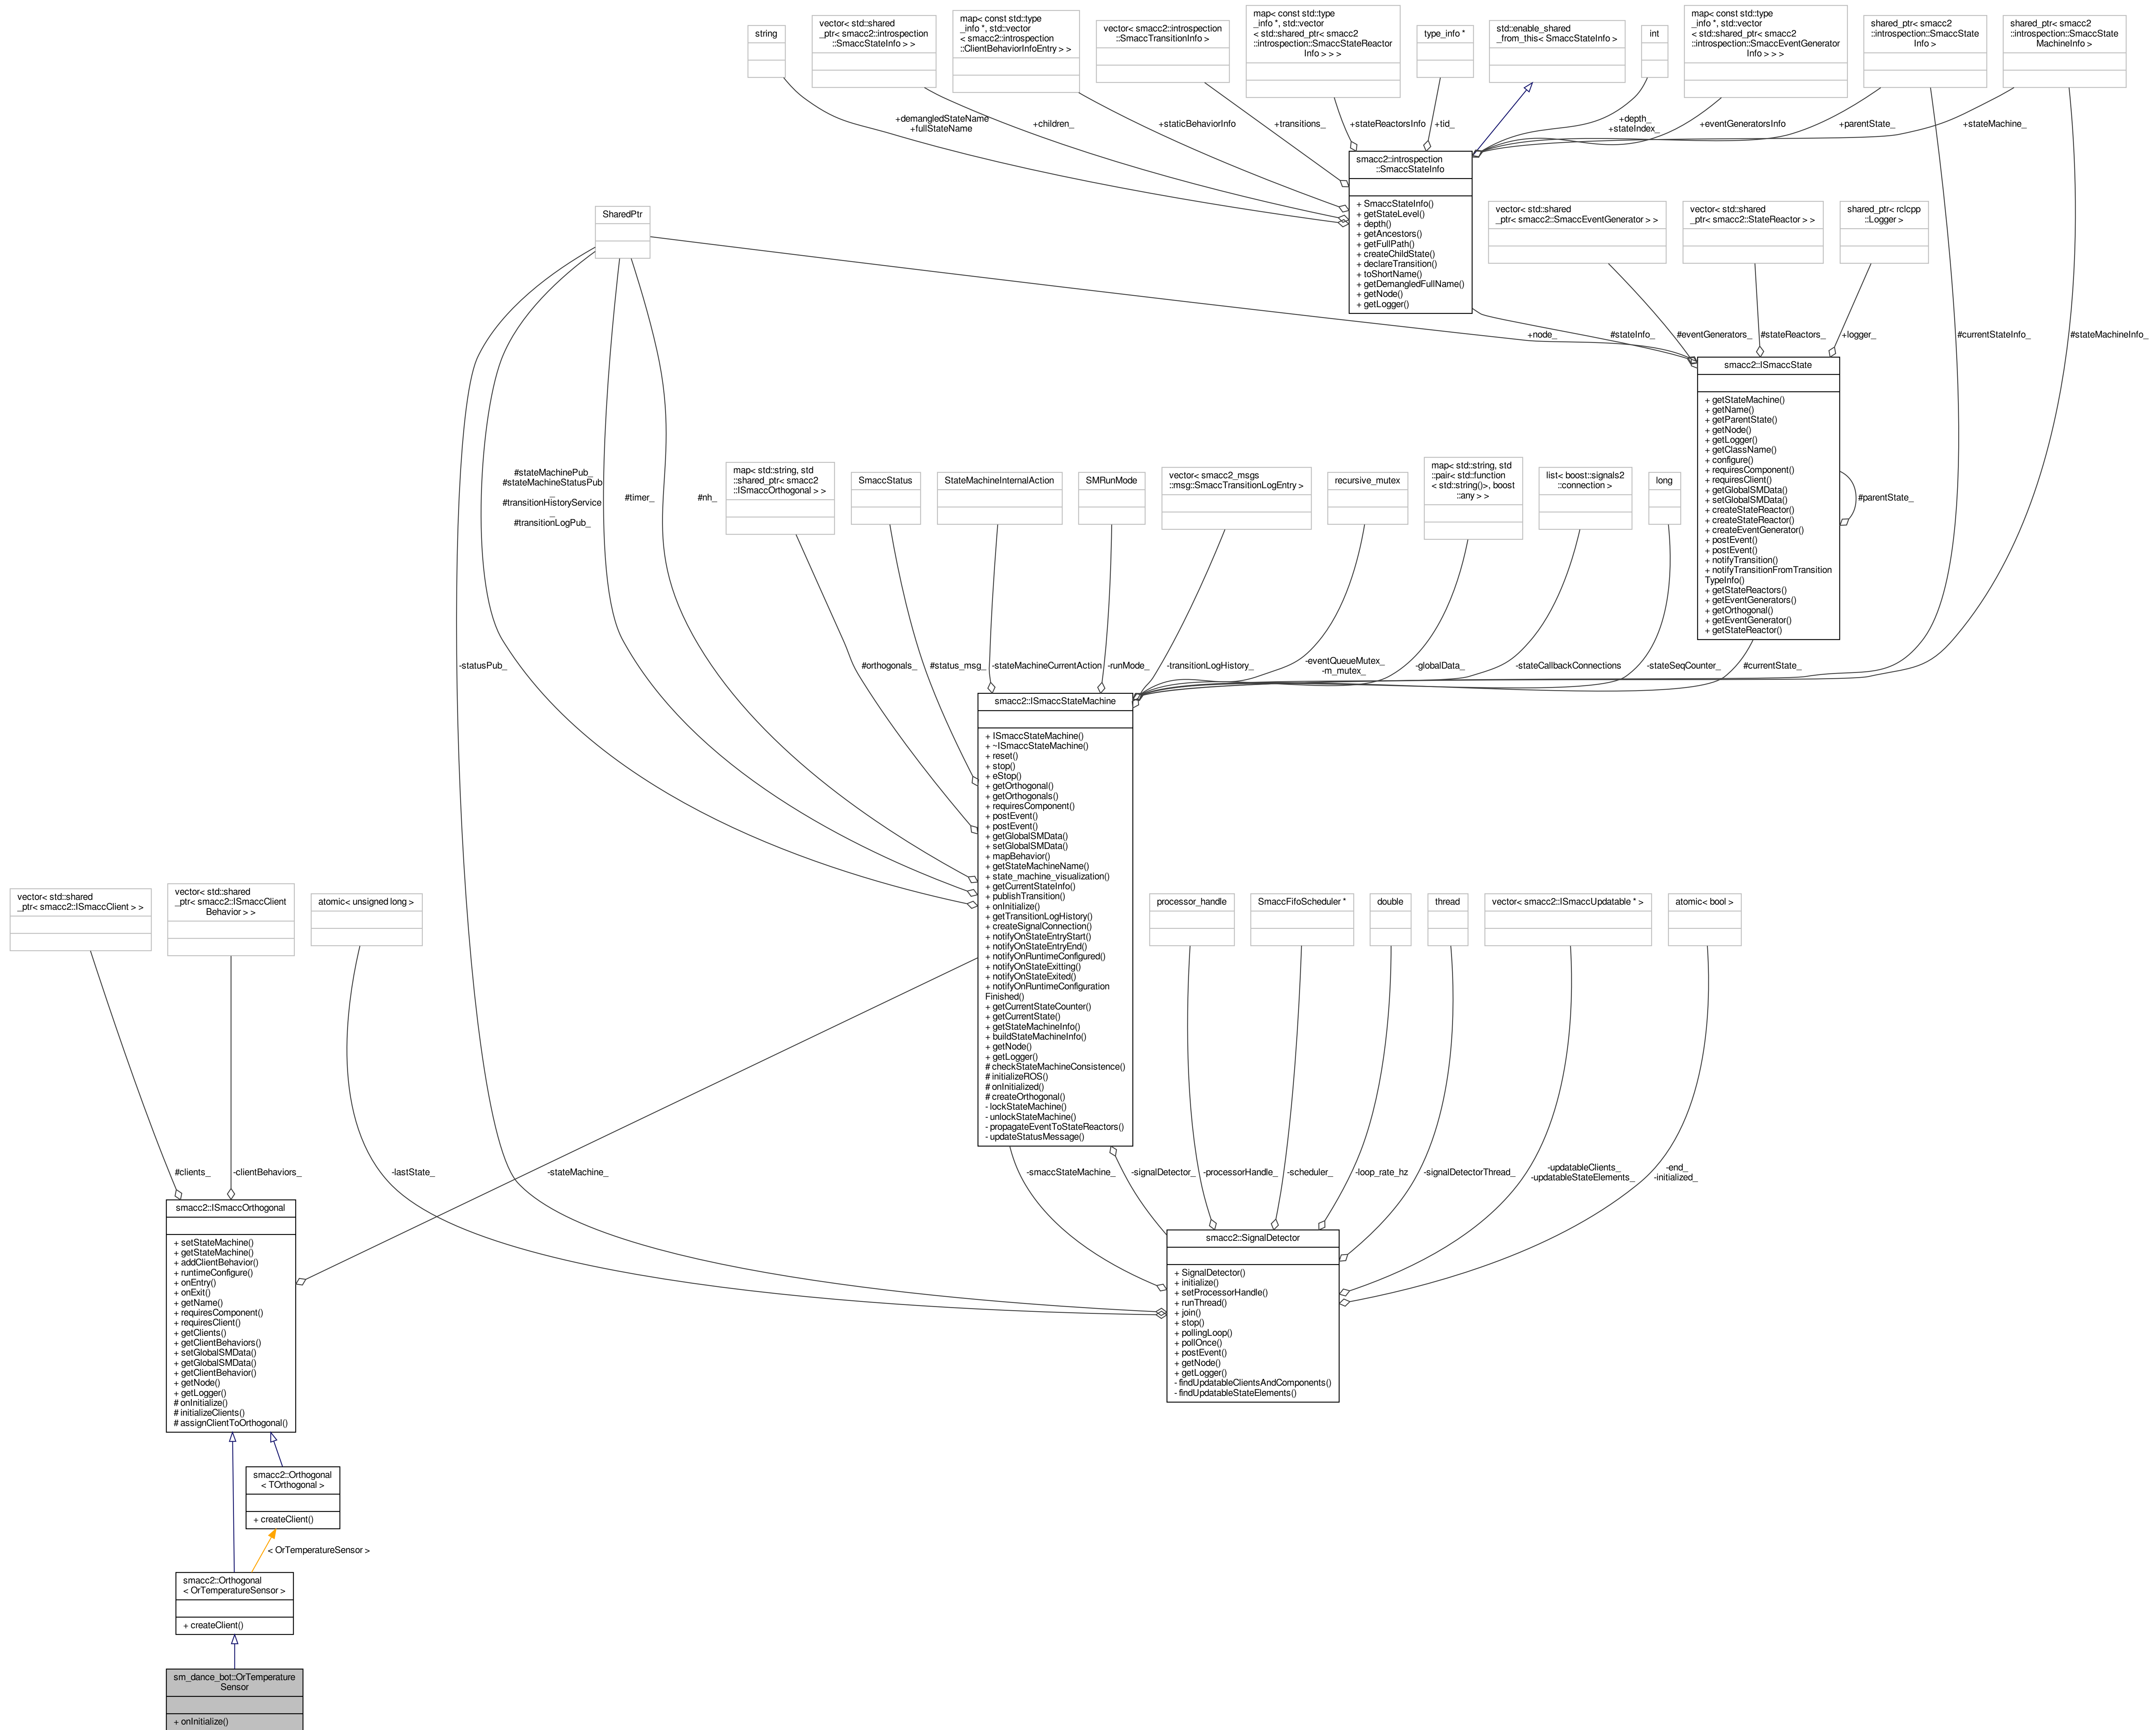 string
vector< std::shared
_ptr< smacc2::introspection
::SmaccStateInfo > >
map< const std::type
_info *, std::vector
< smacc2::introspection
::ClientBehaviorInfoEntry > >
vector< smacc2::introspection
::SmaccTransitionInfo >
map< const std::type
_info *, std::vector
< std::shared_ptr< smacc2
::introspection::SmaccStateReactor
Info > > >
type_info *
std::enable_shared
_from_this< SmaccStateInfo >
int
map< const std::type
_info *, std::vector
< std::shared_ptr< smacc2
::introspection::SmaccEventGenerator
Info > > >
shared_ptr< smacc2
::introspection::SmaccState
Info >
shared_ptr< smacc2
::introspection::SmaccState
MachineInfo >
+demangledStateName
+fullStateName
+children_
+staticBehaviorInfo
+transitions_
+stateReactorsInfo
+tid_
+depth_
+stateIndex_
+eventGeneratorsInfo
+parentState_
+stateMachine_
smacc2::introspection
::SmaccStateInfo
+ SmaccStateInfo()
+ getStateLevel()
+ depth()
+ getAncestors()
+ getFullPath()
+ createChildState()
+ declareTransition()
+ toShortName()
+ getDemangledFullName()
+ getNode()
+ getLogger()
SharedPtr
vector< std::shared
_ptr< smacc2::SmaccEventGenerator > >
vector< std::shared
_ptr< smacc2::StateReactor > >
shared_ptr< rclcpp
::Logger >
+node_
#stateInfo_
#eventGenerators_
#stateReactors_
+logger_
#currentStateInfo_
#stateMachineInfo_
smacc2::ISmaccState
+ getStateMachine()
+ getName()
+ getParentState()
+ getNode()
+ getLogger()
+ getClassName()
+ configure()
+ requiresComponent()
+ requiresClient()
+ getGlobalSMData()
+ setGlobalSMData()
+ createStateReactor()
+ createStateReactor()
+ createEventGenerator()
+ postEvent()
+ postEvent()
+ notifyTransition()
+ notifyTransitionFromTransition
TypeInfo()
+ getStateReactors()
+ getEventGenerators()
+ getOrthogonal()
+ getEventGenerator()
+ getStateReactor()
#parentState_
#stateMachinePub_
#stateMachineStatusPub
_
#transitionHistoryService
_
#transitionLogPub_
#timer_
#nh_
map< std::string, std
::shared_ptr< smacc2
::ISmaccOrthogonal > >
SmaccStatus
StateMachineInternalAction
SMRunMode
vector< smacc2_msgs
::msg::SmaccTransitionLogEntry >
recursive_mutex
map< std::string, std
::pair< std::function
< std::string()>, boost
::any > >
list< boost::signals2
::connection >
long
-statusPub_
#orthogonals_
#status_msg_
-stateMachineCurrentAction
-runMode_
-transitionLogHistory_
-eventQueueMutex_
-m_mutex_
-globalData_
-stateCallbackConnections
-stateSeqCounter_
#currentState_
smacc2::ISmaccStateMachine
+ ISmaccStateMachine()
+ ~ISmaccStateMachine()
+ reset()
+ stop()
+ eStop()
+ getOrthogonal()
+ getOrthogonals()
+ requiresComponent()
+ postEvent()
+ postEvent()
+ getGlobalSMData()
+ setGlobalSMData()
+ mapBehavior()
+ getStateMachineName()
+ state_machine_visualization()
+ getCurrentStateInfo()
+ publishTransition()
+ onInitialize()
+ getTransitionLogHistory()
+ createSignalConnection()
+ notifyOnStateEntryStart()
+ notifyOnStateEntryEnd()
+ notifyOnRuntimeConfigured()
+ notifyOnStateExitting()
+ notifyOnStateExited()
+ notifyOnRuntimeConfiguration
Finished()
+ getCurrentStateCounter()
+ getCurrentState()
+ getStateMachineInfo()
+ buildStateMachineInfo()
+ getNode()
+ getLogger()
# checkStateMachineConsistence()
# initializeROS()
# onInitialized()
# createOrthogonal()
- lockStateMachine()
- unlockStateMachine()
- propagateEventToStateReactors()
- updateStatusMessage()
vector< std::shared
_ptr< smacc2::ISmaccClient > >
vector< std::shared
_ptr< smacc2::ISmaccClient
Behavior > >
atomic< unsigned long >
processor_handle
SmaccFifoScheduler *
double
thread
vector< smacc2::ISmaccUpdatable * >
atomic< bool >
#clients_
-clientBehaviors_
-lastState_
-stateMachine_
-smaccStateMachine_
-signalDetector_
-processorHandle_
-scheduler_
-loop_rate_hz
-signalDetectorThread_
-updatableClients_
-updatableStateElements_
-end_
-initialized_
smacc2::ISmaccOrthogonal
+ setStateMachine()
+ getStateMachine()
+ addClientBehavior()
+ runtimeConfigure()
+ onEntry()
+ onExit()
+ getName()
+ requiresComponent()
+ requiresClient()
+ getClients()
+ getClientBehaviors()
+ setGlobalSMData()
+ getGlobalSMData()
+ getClientBehavior()
+ getNode()
+ getLogger()
# onInitialize()
# initializeClients()
# assignClientToOrthogonal()
smacc2::SignalDetector
+ SignalDetector()
+ initialize()
+ setProcessorHandle()
+ runThread()
+ join()
+ stop()
+ pollingLoop()
+ pollOnce()
+ postEvent()
+ getNode()
+ getLogger()
- findUpdatableClientsAndComponents()
- findUpdatableStateElements()
smacc2::Orthogonal
< TOrthogonal >
+ createClient()
< OrTemperatureSensor >
smacc2::Orthogonal
< OrTemperatureSensor >
+ createClient()
sm_dance_bot::OrTemperature
Sensor
+ onInitialize()